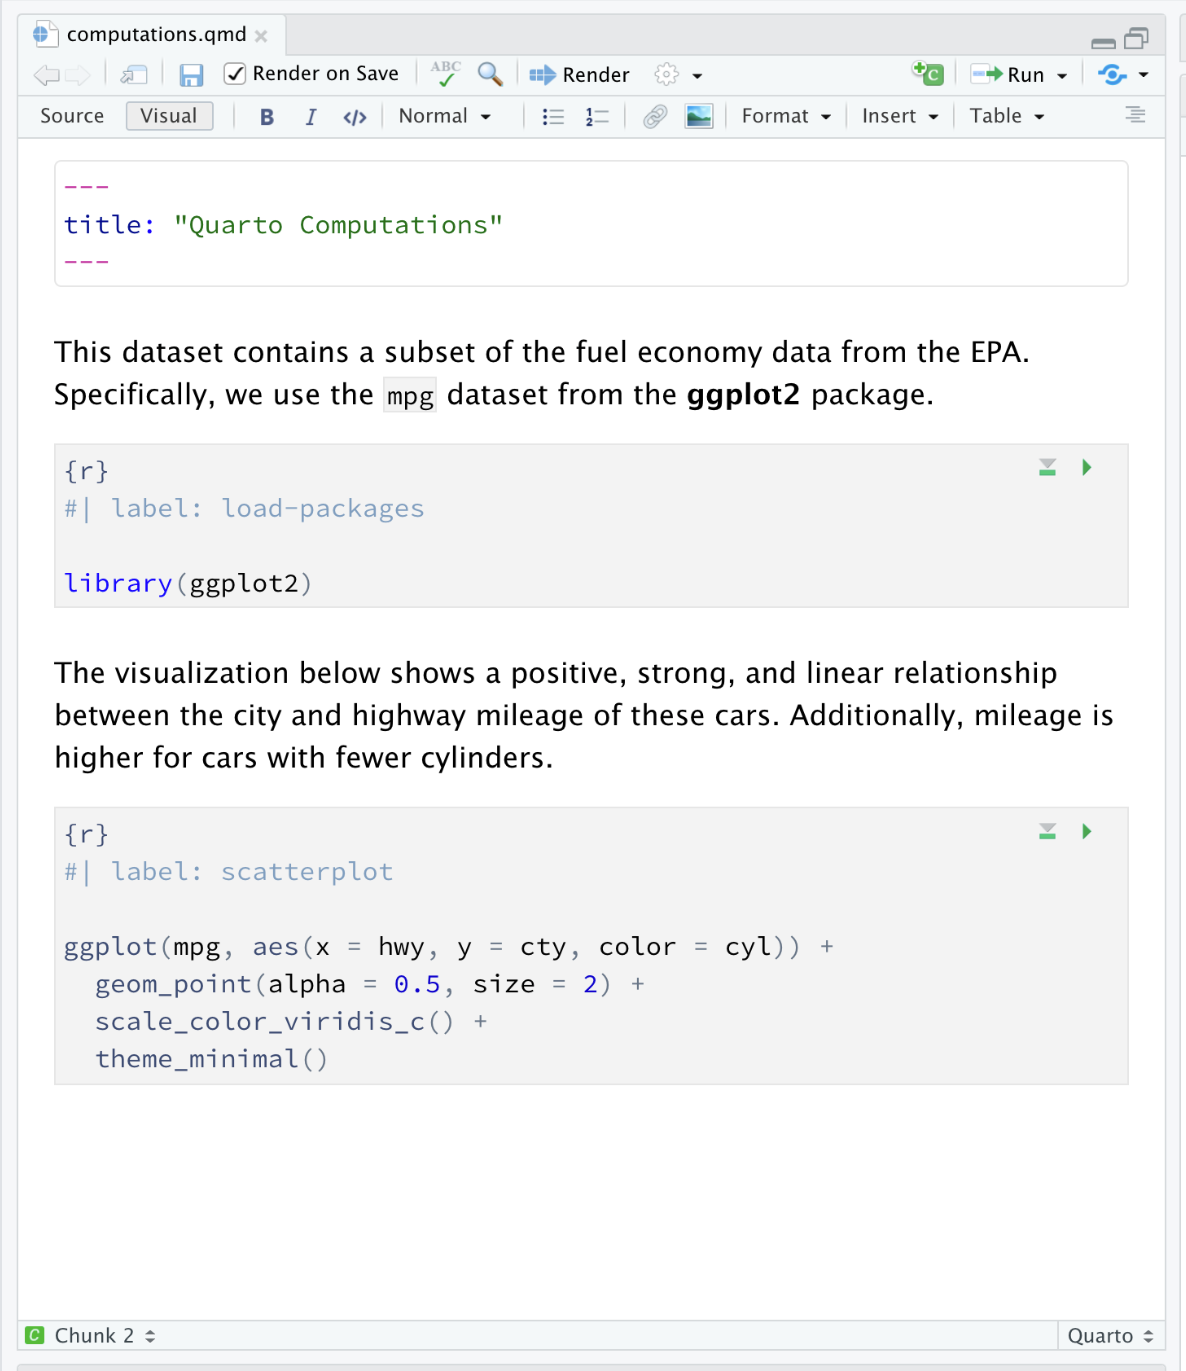 computations.qmd
Render on Save
ABC
Render
C
Run
Source
Visual
B
I
</>
Normal
Format
Insert
Table
---
title: "Quarto Computations"
---
This dataset contains a subset of the fuel economy data from the EPA.
Specifically, we use the mpg dataset from the ggplot2 package.
{r}
#| label: load-packages
library(ggplot2)
The visualization below shows a positive, strong, and linear relationship
between the city and highway mileage of these cars. Additionally, mileage is
higher for cars with fewer cylinders.
{r}
#| label: scatterplot
ggplot(mpg, aes(x = hwy, y = cty, color = cyl)) +
  geom_point(alpha = 0.5, size = 2) +
  scale_color_viridis_c() +
  theme_minimal()
C Chunk 2
Quarto